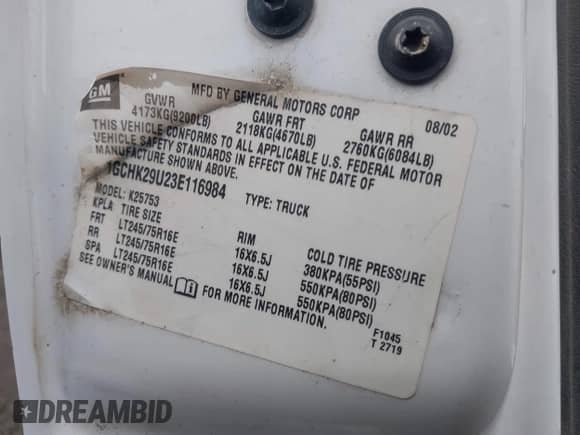 GM
MFD BY GENERAL MOTORS CORP 08/02
GVWR GAWR FRT GAWR RR
4173KG(9200LB) 2118KG(4670LB) 2760KG(6084LB)
THIS VEHICLE CONFORMS TO ALL APPLICABLE U.S. FEDERAL MOTOR
VEHICLE SAFETY STANDARDS IN EFFECT ON THE DATE OF
MANUFACTURE SHOWN ABOVE.
1GCHK29U23E116984 TYPE: TRUCK
MODEL: K25753
KPLA TIRE SIZE RIM COLD TIRE PRESSURE
FRT LT245/75R16E 16X6.5J 380KPA(55PSI)
RR LT245/75R16E 16X6.5J 550KPA(80PSI)
SPA LT245/75R16E 16X6.5J 550KPA(80PSI)
SEE OWNER'S MANUAL FOR MORE INFORMATION.
F1045
T 2719
DREAMBID